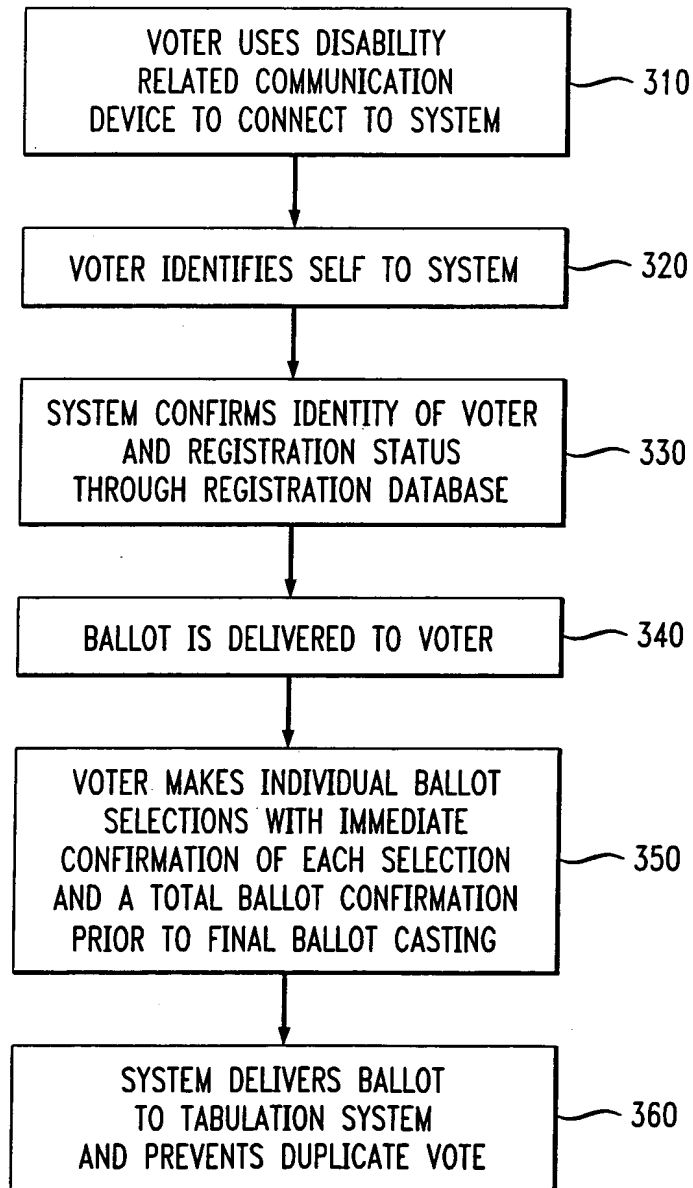 VOTER USES DISABILITY
RELATED COMMUNICATION
DEVICE TO CONNECT TO SYSTEM
310
VOTER IDENTIFIES SELF TO SYSTEM
320
SYSTEM CONFIRMS IDENTITY OF VOTER
AND REGISTRATION STATUS
THROUGH REGISTRATION DATABASE
330
BALLOT IS DELIVERED TO VOTER
340
VOTER MAKES INDIVIDUAL BALLOT
SELECTIONS WITH IMMEDIATE
CONFIRMATION OF EACH SELECTION
AND A TOTAL BALLOT CONFIRMATION
PRIOR TO FINAL BALLOT CASTING
350
SYSTEM DELIVERS BALLOT
TO TABULATION SYSTEM
AND PREVENTS DUPLICATE VOTE
360